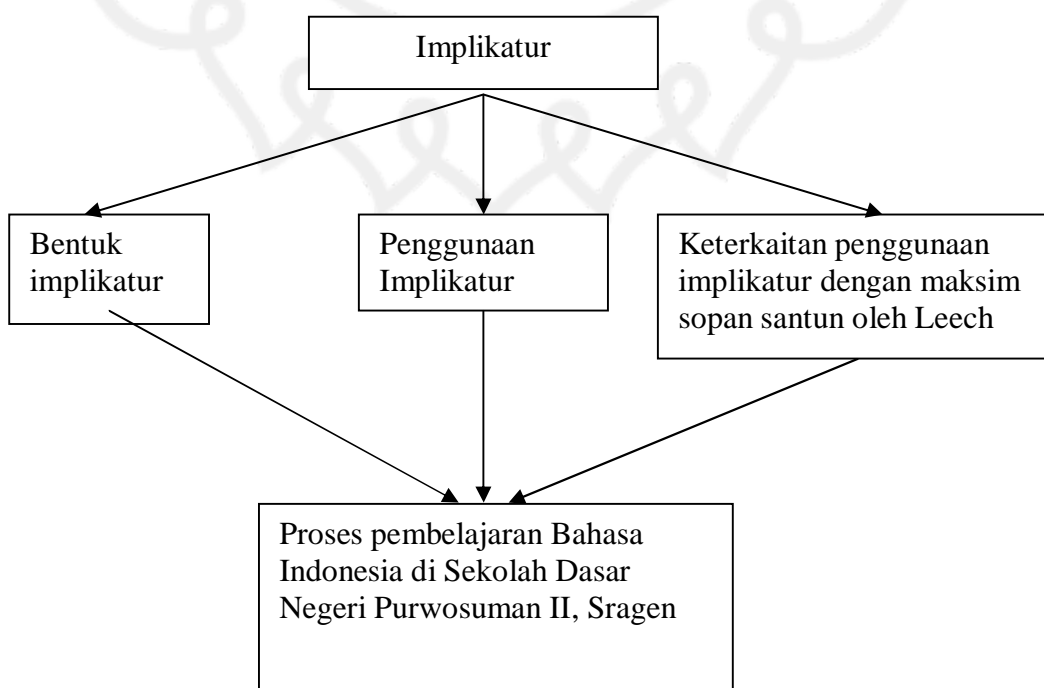 Implikatur
Bentuk
implikatur
Penggunaan
Implikatur
Keterkaitan penggunaan
implikatur dengan maksim
sopan santun oleh Leech
Proses pembelajaran Bahasa
Indonesia di Sekolah Dasar
Negeri Purwosuman II, Sragen